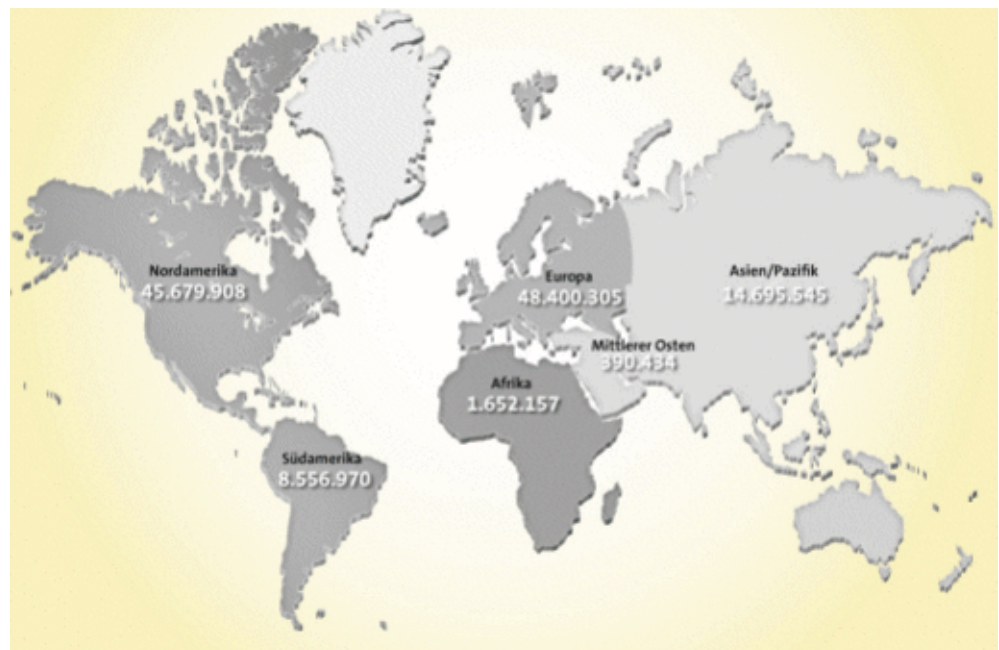 Nordamerika
45.679.908
Europa
48.400.305
Asien/Pazifik
14.695.545
Mittlerer Osten
390.434
Afrika
1.652.157
Südamerika
8.556.970